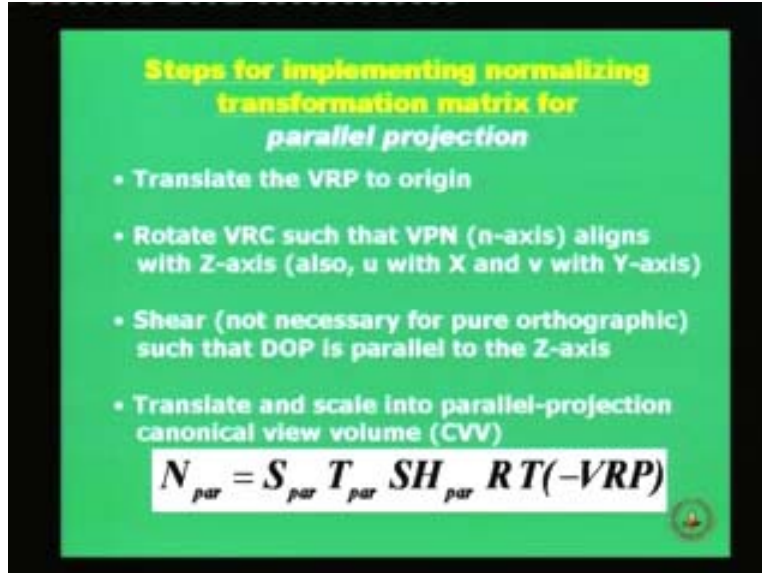 Steps for implementing normalizing
transformation matrix for
parallel projection
• Translate the VRP to origin
• Rotate VRC such that VPN (n-axis) aligns
with Z-axis (also, u with X and v with Y-axis)
• Shear (not necessary for pure orthographic)
such that DOP is parallel to the Z-axis
• Translate and scale into parallel-projection
canonical view volume (CVV)
N_par = S_par T_par SH_par R T(-VRP)